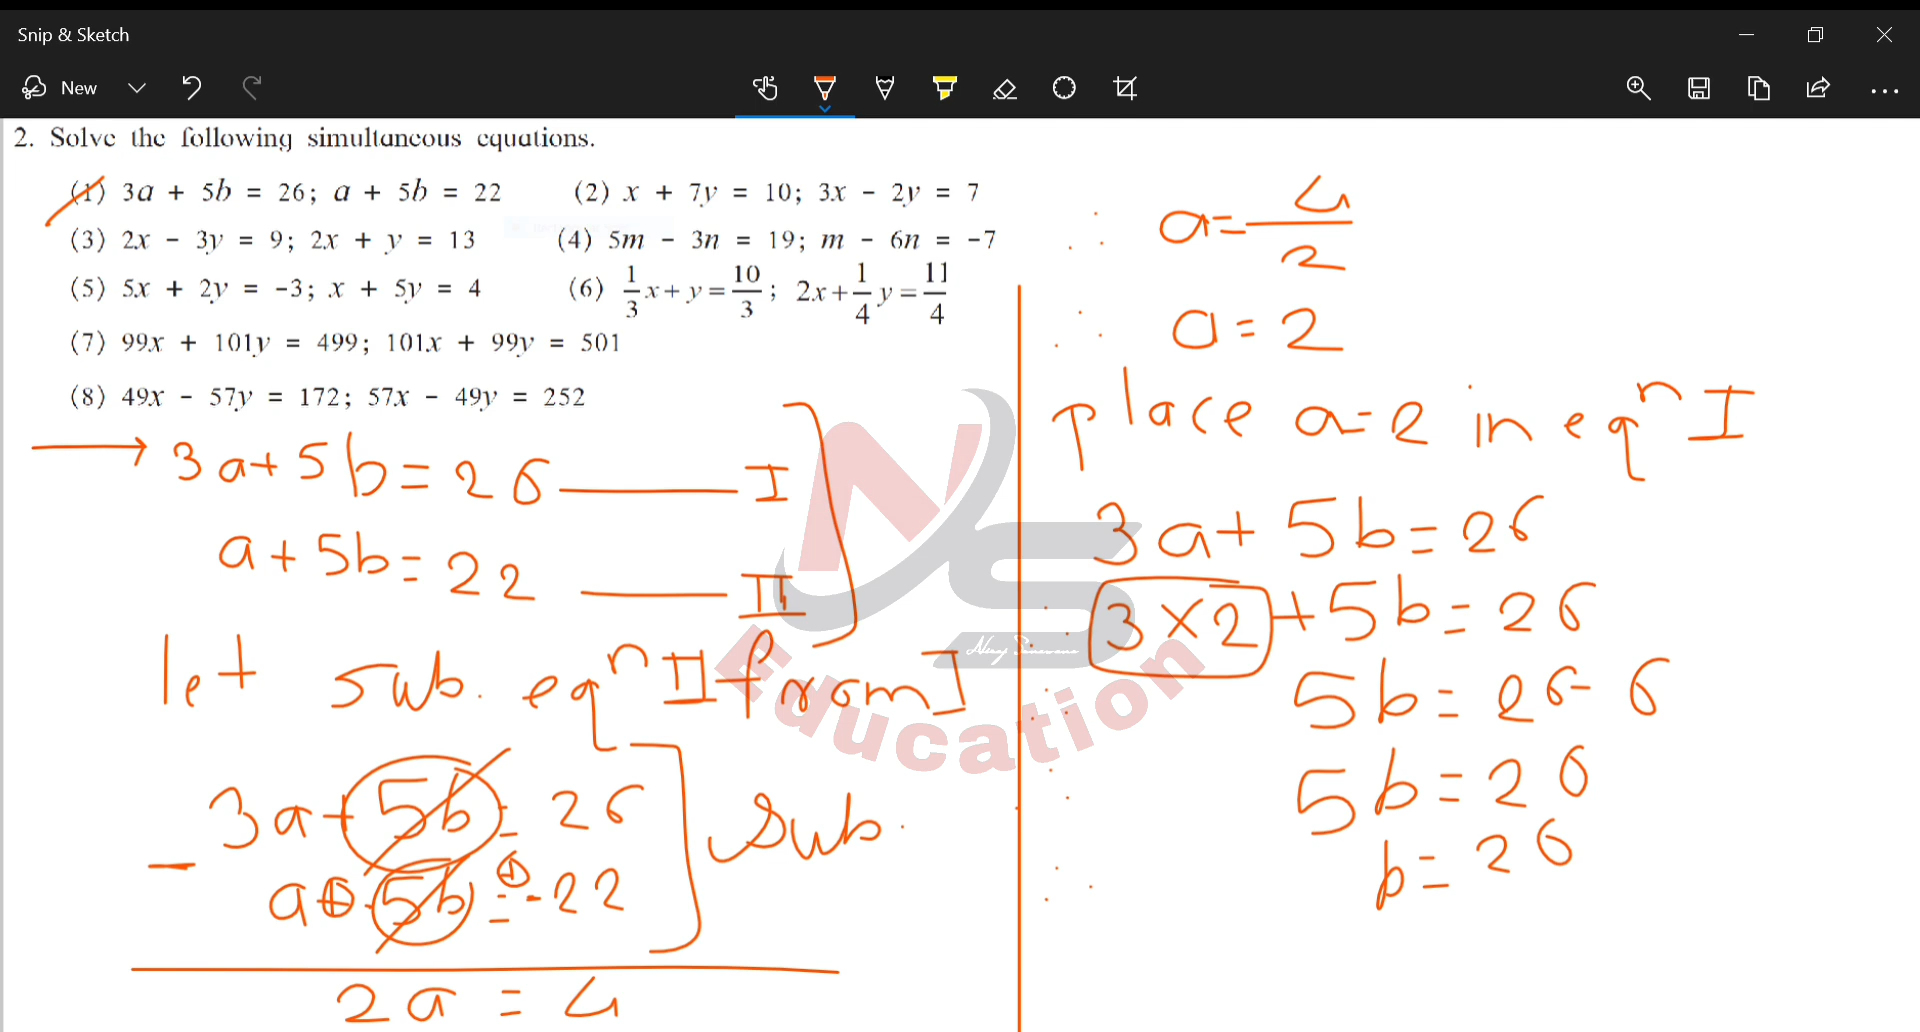 Snip & Sketch
New
2. Solve the following simultaneous equations.
(1) 3a + 5b = 26; a + 5b = 22 (2) x + 7y = 10; 3x - 2y = 7
(3) 2x - 3y = 9; 2x + y = 13 (4) 5m - 3n = 19; m - 6n = -7
(5) 5x + 2y = -3; x + 5y = 4 (6) 1/3 x + y = 10/3; 2x + 1/4 y = 11/4
(7) 99x + 101y = 499; 101x + 99y = 501
(8) 49x - 57y = 172; 57x - 49y = 252
3a + 5b = 26 — I
a + 5b = 22 — II
let sub. eqn II from I
3a + 5b = 26
- a + 5b = - 22
sub.
2a = 4
∴ a = 4/2
∴ a = 2
place a = 2 in eqn I
3a + 5b = 26
∴ 3 × 2 + 5b = 26
∴ 5b = 26 - 6
∴ 5b = 20
∴ b = 20
NS
Education